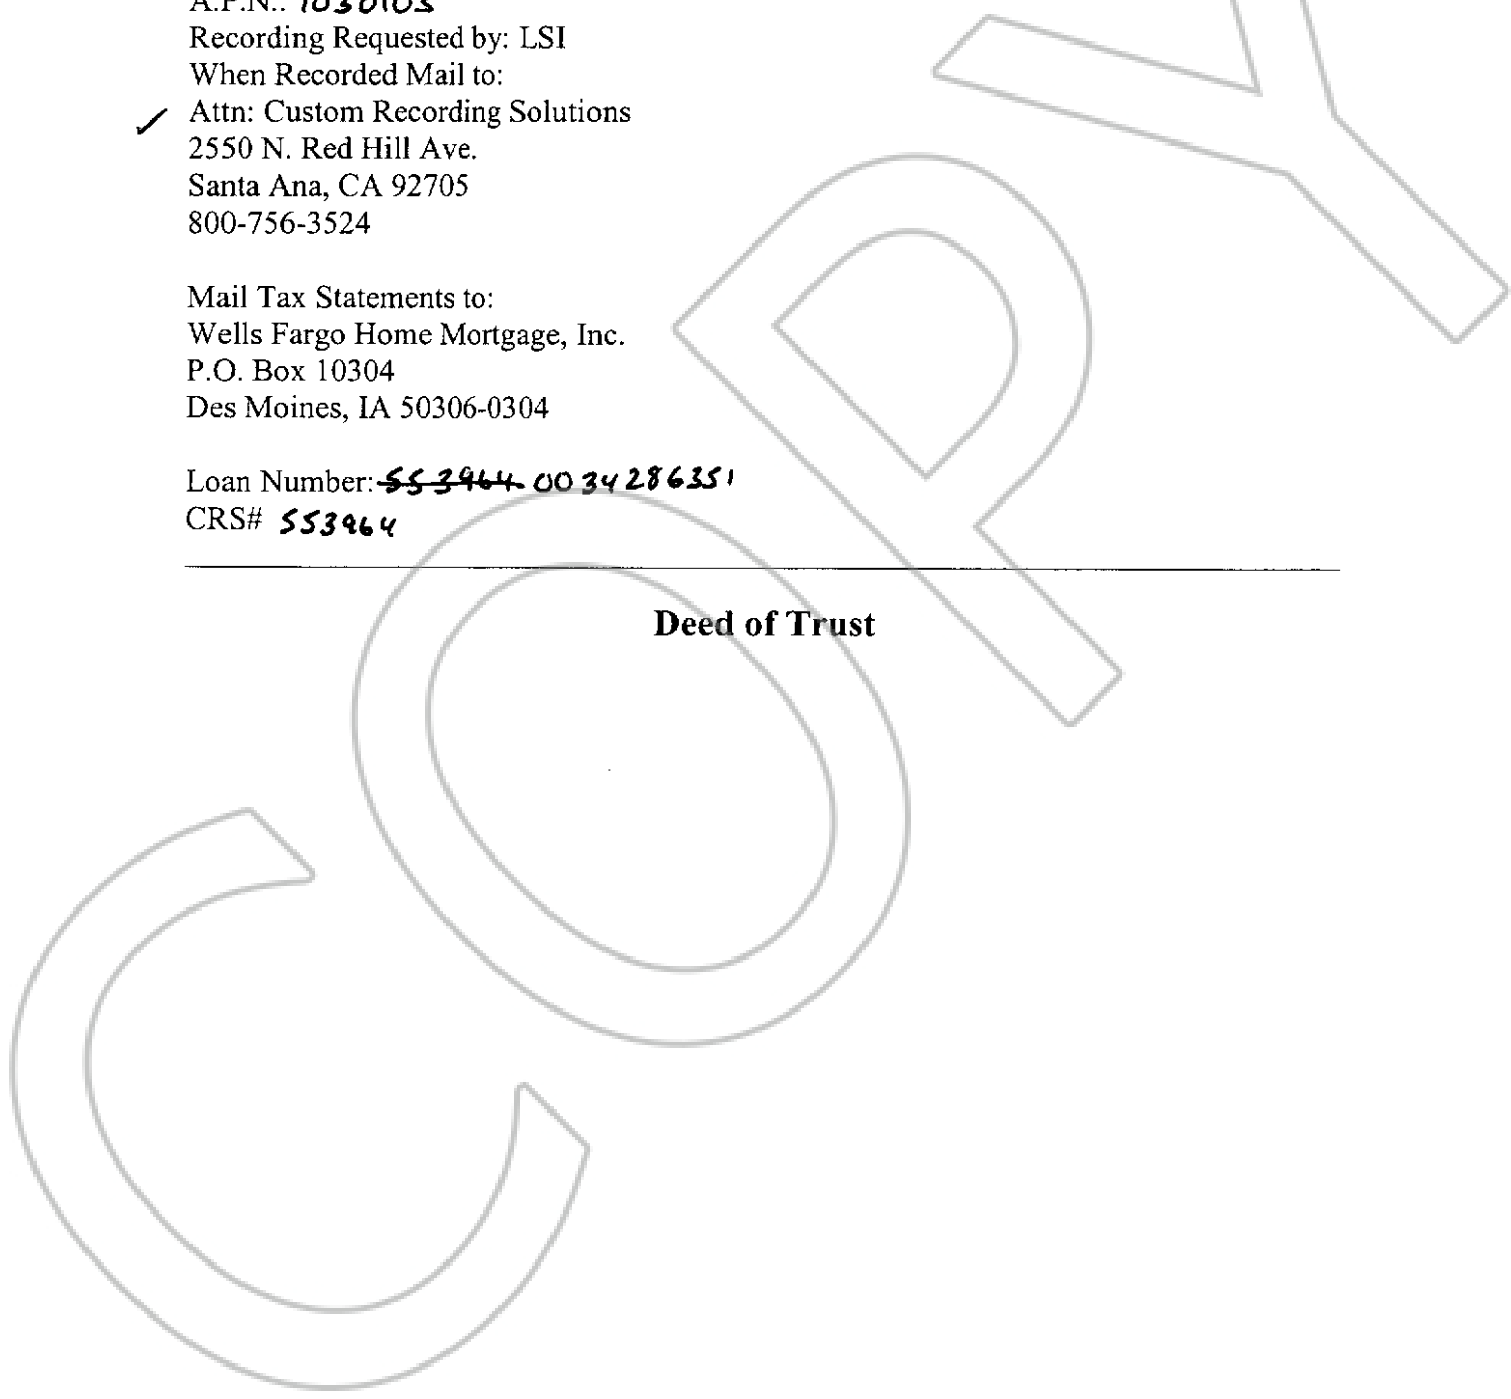 A.P.N.: 1030103
Recording Requested by: LSI
When Recorded Mail to:
Attn: Custom Recording Solutions
2550 N. Red Hill Ave.
Santa Ana, CA 92705
800-756-3524
Mail Tax Statements to:
Wells Fargo Home Mortgage, Inc.
P.O. Box 10304
Des Moines, IA 50306-0304
Loan Number: 553964 0034286351
CRS# 553964
Deed of Trust
COPY